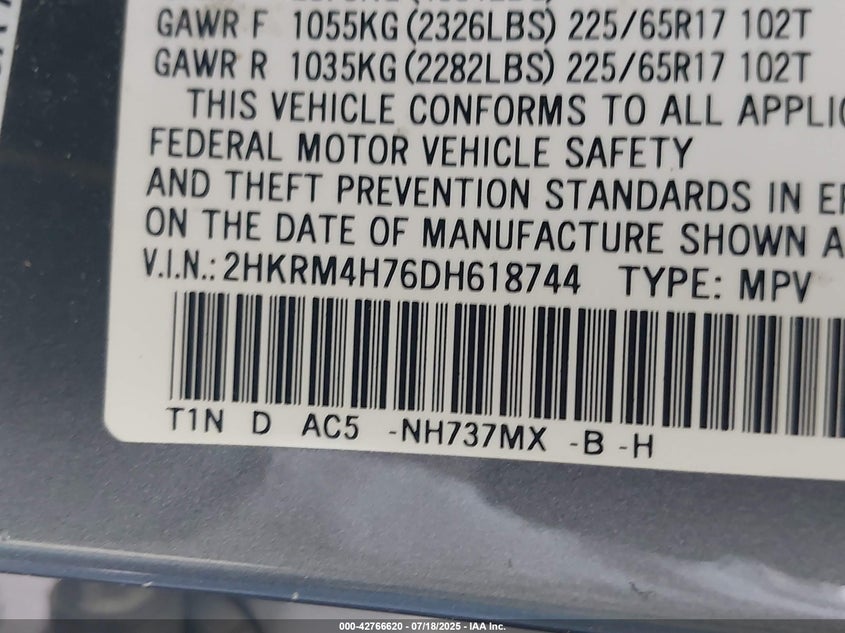 GAWR F 1055KG (2326LBS) 225/65R17 102T
GAWR R 1035KG (2282LBS) 225/65R17 102T
THIS VEHICLE CONFORMS TO ALL APPLIC
FEDERAL MOTOR VEHICLE SAFETY
AND THEFT PREVENTION STANDARDS IN EF
ON THE DATE OF MANUFACTURE SHOWN A
V.I.N.: 2HKRM4H76DH618744 TYPE: MPV
T1N D AC5 -NH737MX -B -H
000-42766620 - 07/18/2025 - IAA Inc.